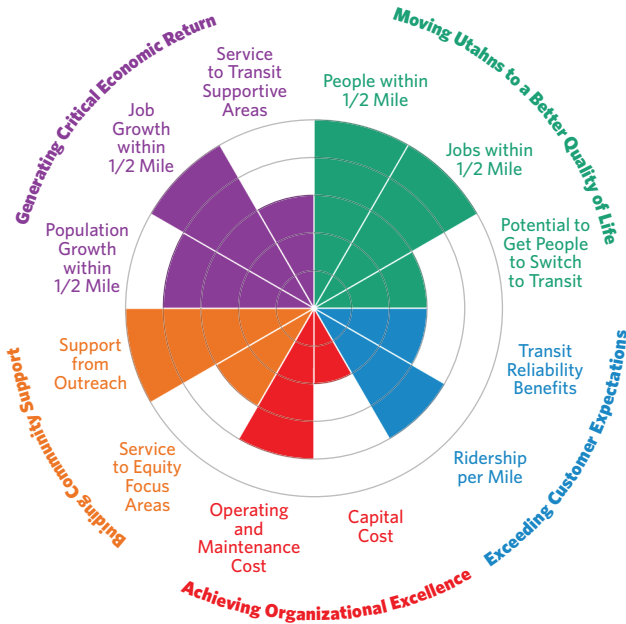 Generating Critical Economic Return
Moving Utahns to a Better Quality of Life
Service
to Transit
Supportive
Areas
People within
1/2 Mile
Job
Growth
within
1/2 Mile
Jobs within
1/2 Mile
Population
Growth
within
1/2 Mile
Potential to
Get People
to Switch
to Transit
Support
from
Outreach
Transit
Reliability
Benefits
Service
to Equity
Focus
Areas
Ridership
per Mile
Operating
and
Maintenance
Cost
Capital
Cost
Buiding Community Support
Exceeding Customer Expectations
Achieving Organizational Excellence